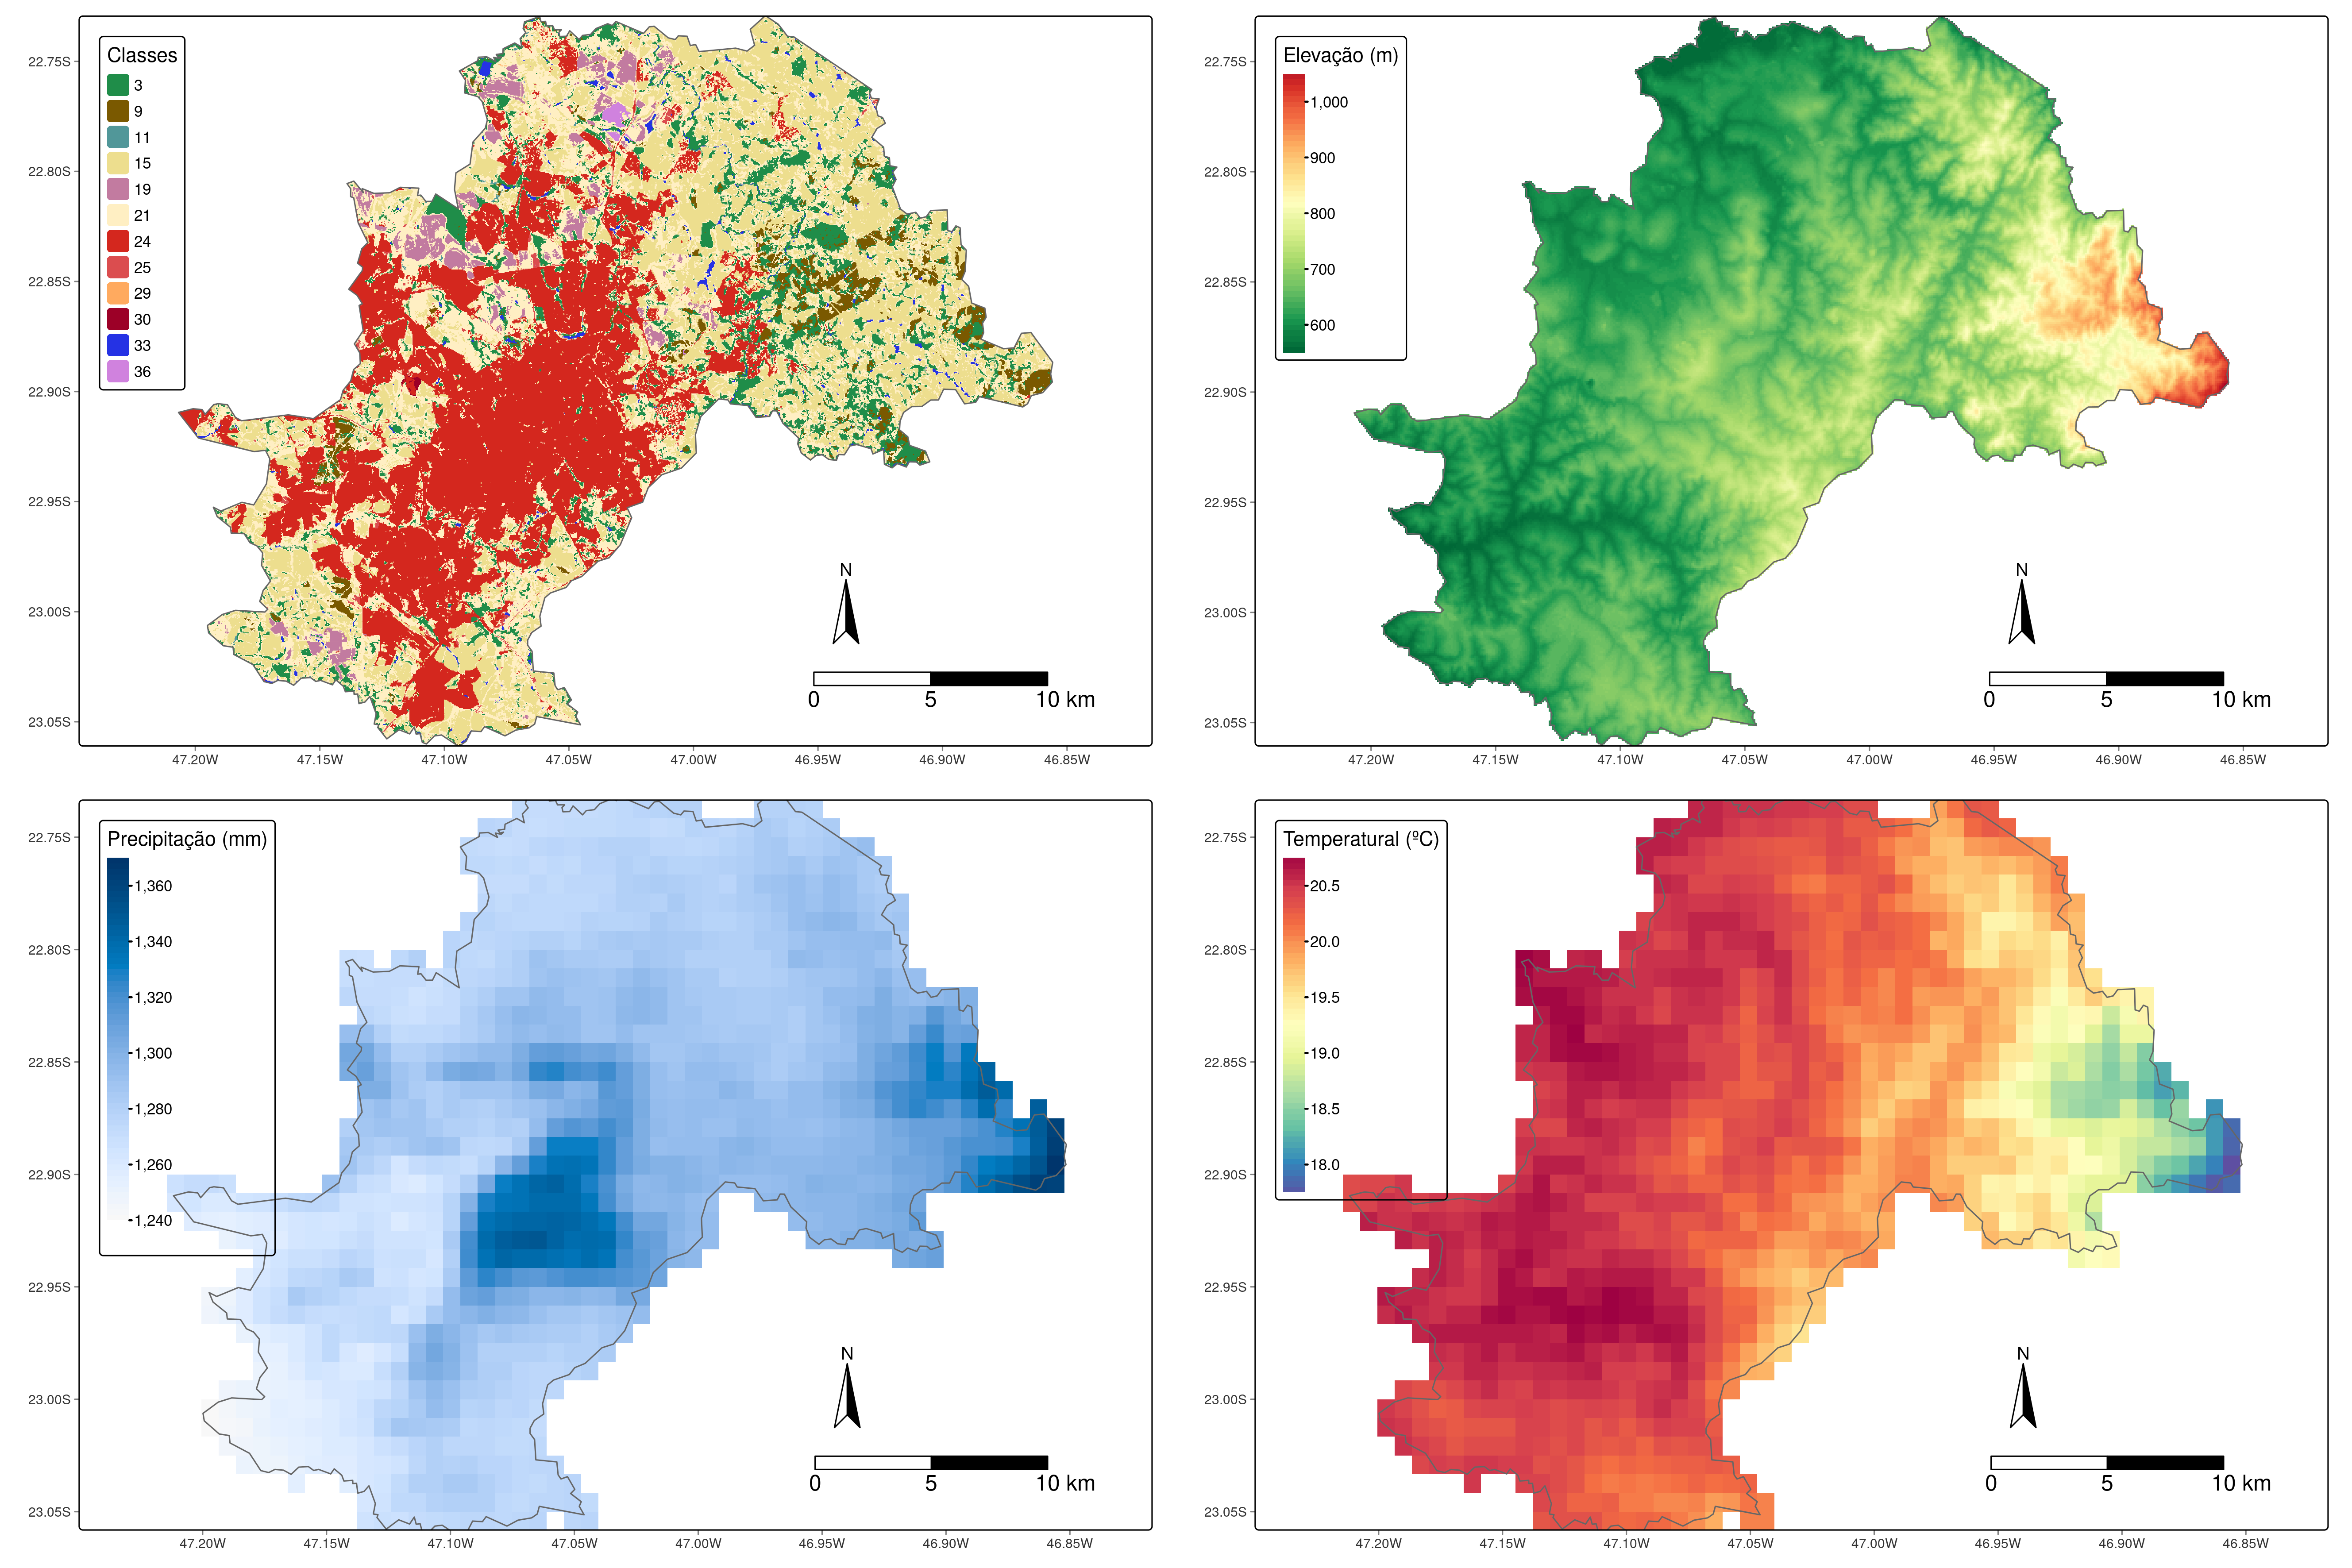 Classes
3
9
11
15
19
21
24
25
29
30
33
36
22.75S
22.80S
22.85S
22.90S
22.95S
23.00S
23.05S
N
0 5 10 km
47.20W 47.15W 47.10W 47.05W 47.00W 46.95W 46.90W 46.85W
Elevação (m)
1,000
900
800
700
600
22.75S
22.80S
22.85S
22.90S
22.95S
23.00S
23.05S
N
0 5 10 km
47.20W 47.15W 47.10W 47.05W 47.00W 46.95W 46.90W 46.85W
Precipitação (mm)
1,360
1,340
1,320
1,300
1,280
1,260
1,240
22.75S
22.80S
22.85S
22.90S
22.95S
23.00S
23.05S
N
0 5 10 km
47.20W 47.15W 47.10W 47.05W 47.00W 46.95W 46.90W 46.85W
Temperatural (ºC)
20.5
20.0
19.5
19.0
18.5
18.0
22.75S
22.80S
22.85S
22.90S
22.95S
23.00S
23.05S
N
0 5 10 km
47.20W 47.15W 47.10W 47.05W 47.00W 46.95W 46.90W 46.85W